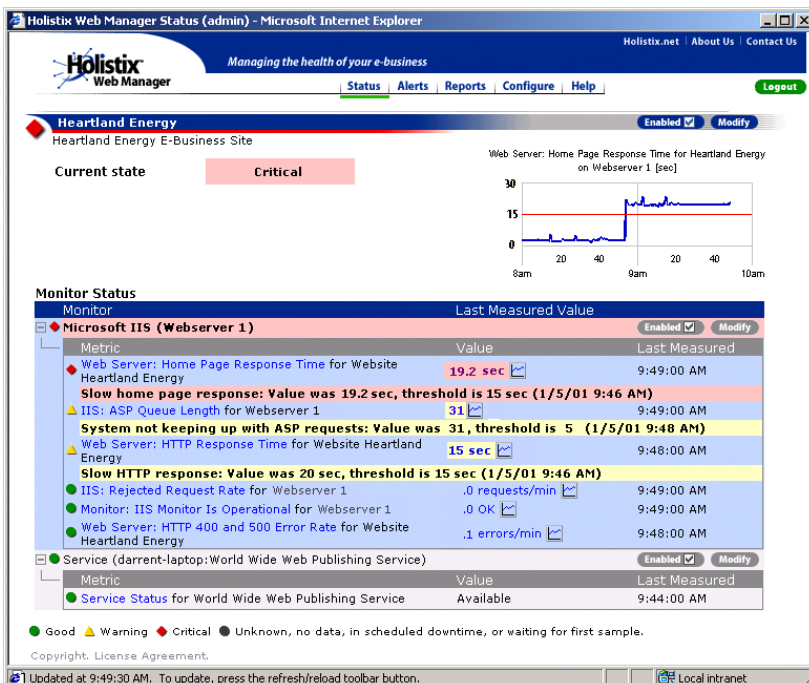 Holistix Web Manager Status (admin) - Microsoft Internet Explorer
Holistix.net | About Us | Contact Us
Holistix
Web Manager
Managing the health of your e-business
Status | Alerts | Reports | Configure | Help
Logout
Heartland Energy
Enabled
Modify
Heartland Energy E-Business Site
Current state
Critical
Web Server: Home Page Response Time for Heartland Energy
on Webserver 1 [sec]
30
15
0
8am 20 40 9am 20 40 10am
Monitor Status
Monitor Last Measured Value
Microsoft IIS (Webserver 1) Enabled Modify
Metric Value Last Measured
Web Server: Home Page Response Time for Website
Heartland Energy
19.2 sec 9:49:00 AM
Slow home page response: Value was 19.2 sec, threshold is 15 sec (1/5/01 9:46 AM)
IIS: ASP Queue Length for Webserver 1 31 9:49:00 AM
System not keeping up with ASP requests: Value was 31, threshold is 5 (1/5/01 9:48 AM)
Web Server: HTTP Response Time for Website Heartland
Energy
15 sec 9:48:00 AM
Slow HTTP response: Value was 20 sec, threshold is 15 sec (1/5/01 9:46 AM)
IIS: Rejected Request Rate for Webserver 1 .0 requests/min 9:49:00 AM
Monitor: IIS Monitor Is Operational for Webserver 1 .0 OK 9:49:00 AM
Web Server: HTTP 400 and 500 Error Rate for Website
Heartland Energy
.1 errors/min 9:48:00 AM
Service (darrent-laptop:World Wide Web Publishing Service) Enabled Modify
Metric Value Last Measured
Service Status for World Wide Web Publishing Service Available 9:44:00 AM
Good Warning Critical Unknown, no data, in scheduled downtime, or waiting for first sample.
Copyright. License Agreement.
Updated at 9:49:30 AM. To update, press the refresh/reload toolbar button. Local intranet